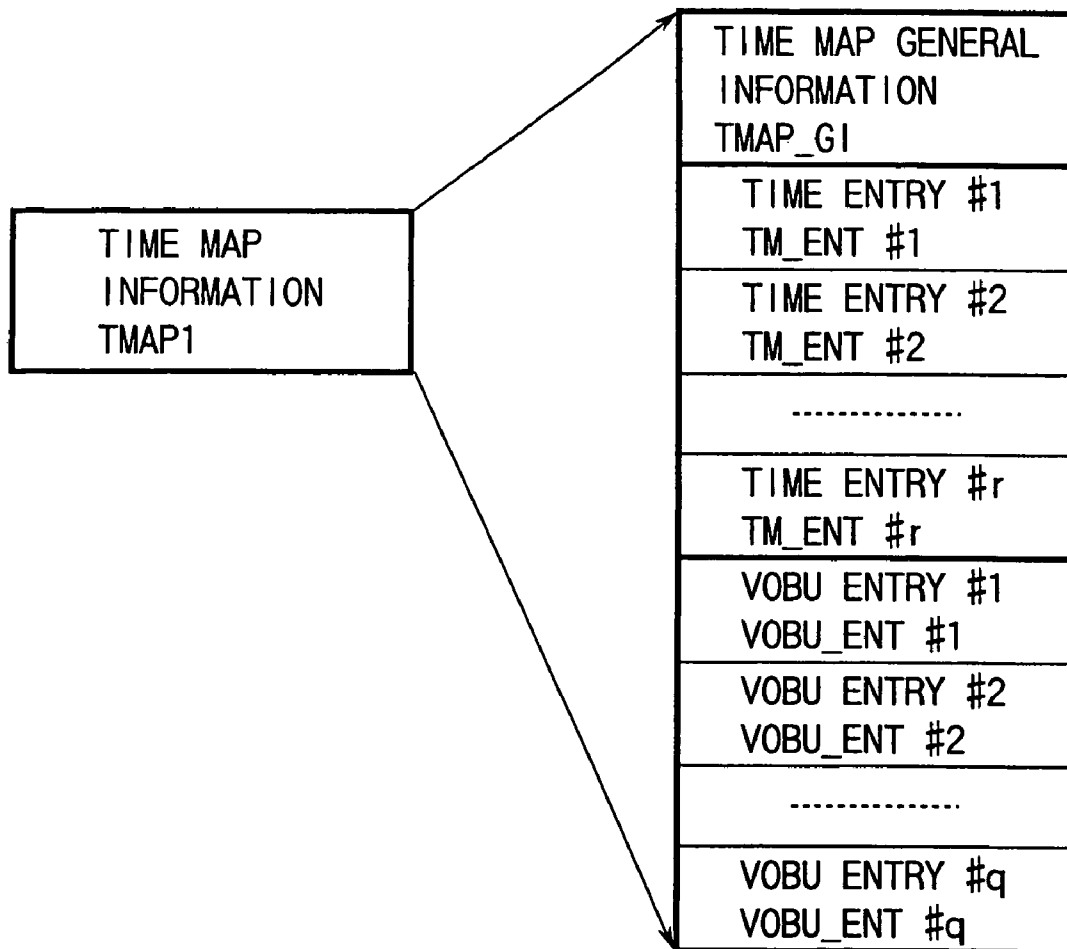 TIME MAP
INFORMATION
TMAP1
TIME MAP GENERAL
INFORMATION
TMAP_GI
TIME ENTRY #1
TM_ENT #1
TIME ENTRY #2
TM_ENT #2
---------------
TIME ENTRY #r
TM_ENT #r
VOBU ENTRY #1
VOBU_ENT #1
VOBU ENTRY #2
VOBU_ENT #2
---------------
VOBU ENTRY #q
VOBU_ENT #q